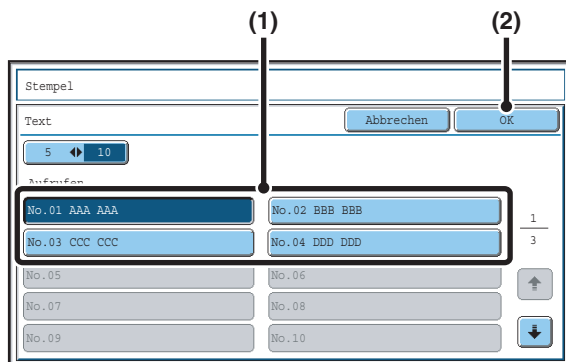 (1) (2)
Stempel
Text Abbrechen OK
5 10
Aufrufen
No.01 AAA AAA No.02 BBB BBB
1
No.03 CCC CCC No.04 DDD DDD
3
No.05 No.06
No.07 No.08
No.09 No.10